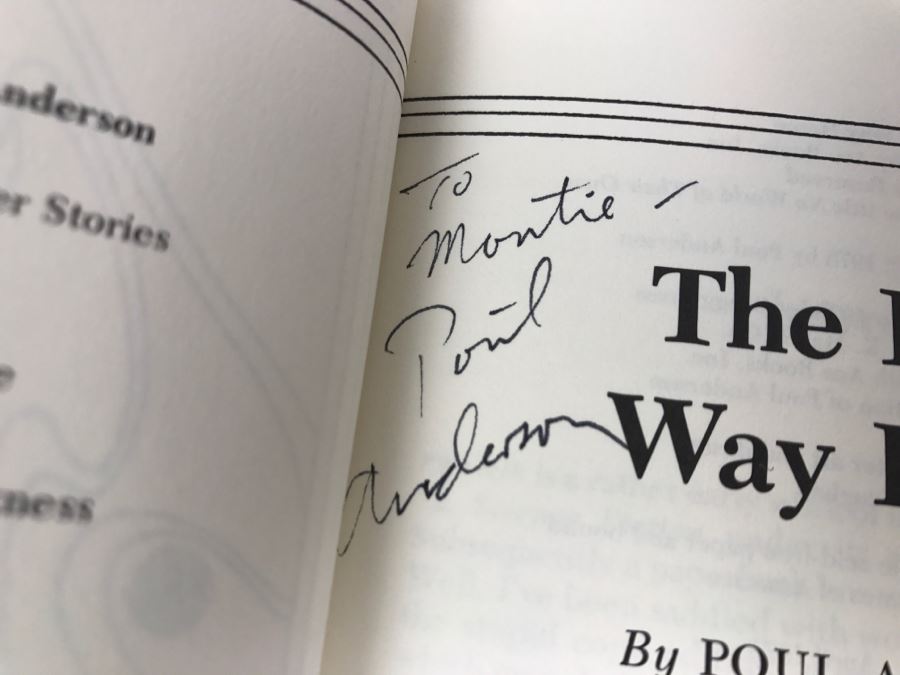 nderson
er Stories
e
ness
To
Montie –
Poul
Anderson
The
Way
By POUL A